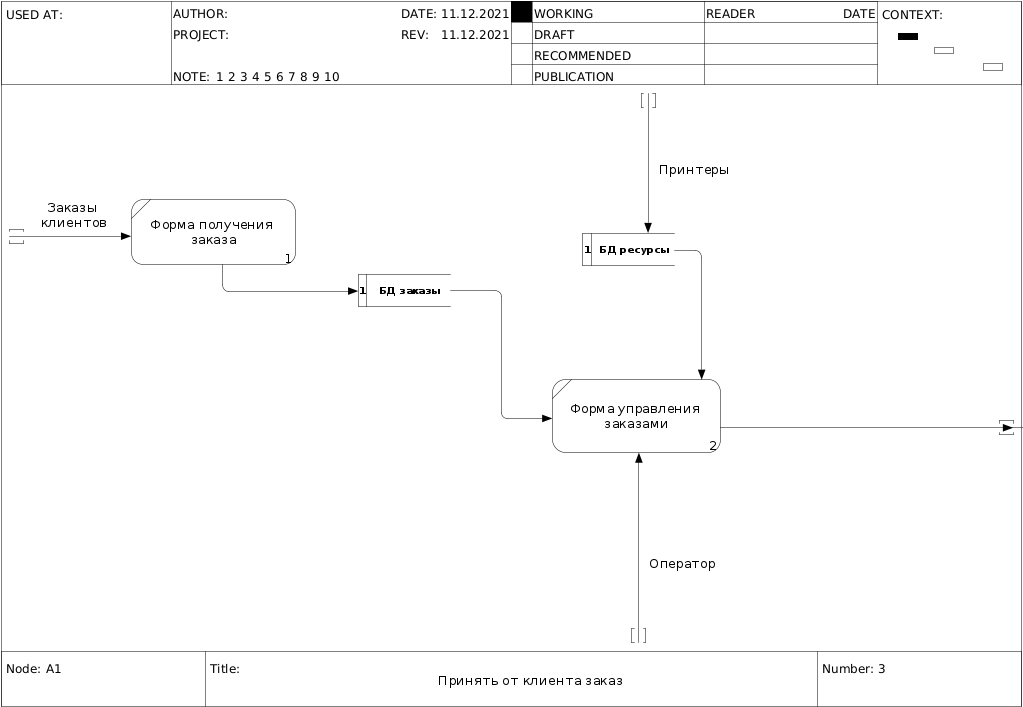 USED AT:
AUTHOR:
DATE: 11.12.2021
WORKING
READER
DATE
CONTEXT:
PROJECT:
REV: 11.12.2021
DRAFT
RECOMMENDED
NOTE: 1 2 3 4 5 6 7 8 9 10
PUBLICATION
Принтеры
Заказы
клиентов
Форма получения
заказа
1
1 БД ресурсы
1 БД заказы
Форма управления
заказами
2
Оператор
Node: A1
Title:
Принять от клиента заказ
Number: 3